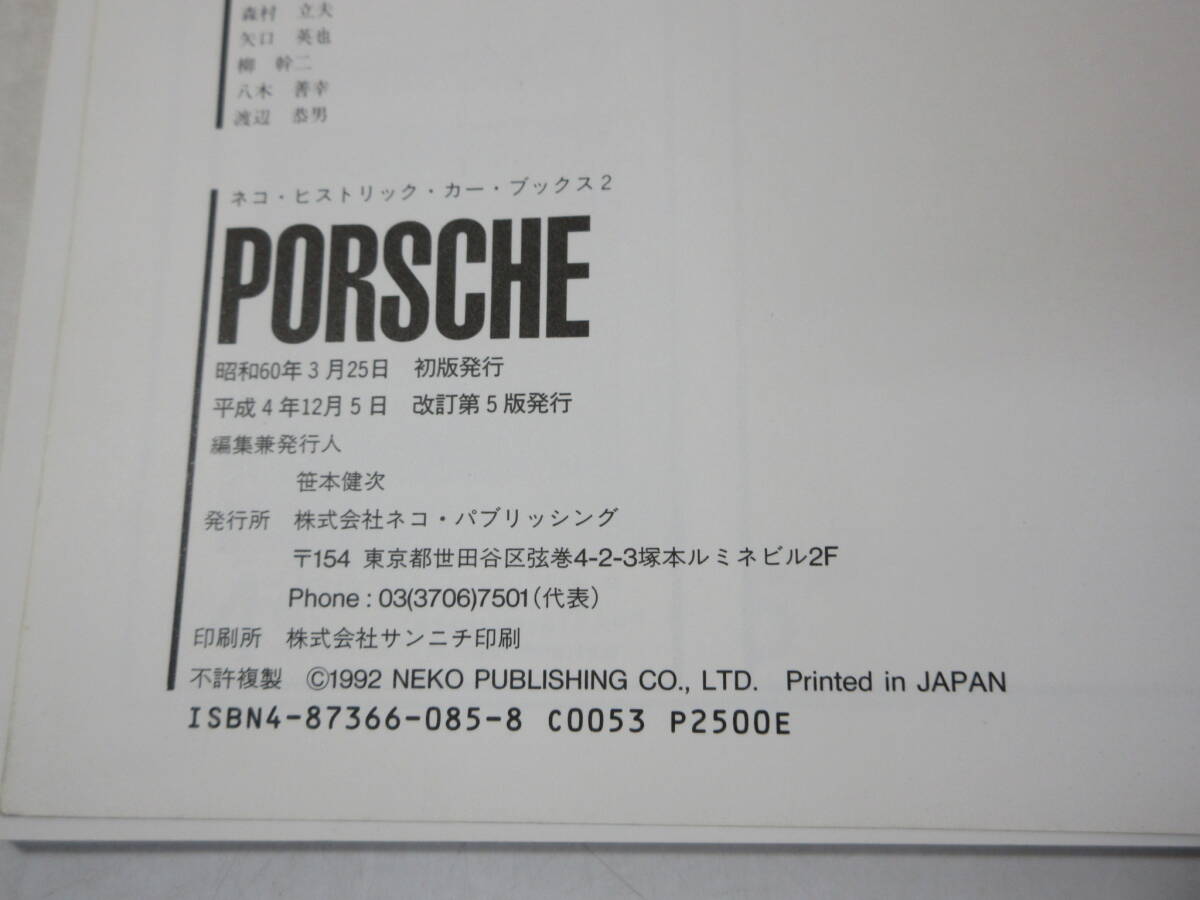 森村 立夫
矢口 英也
柳 幹二
八木 善幸
渡辺 恭男
ネコ・ヒストリック・カー・ブックス2
PORSCHE
昭和60年3月25日 初版発行
平成4年12月5日 改訂第5版発行
編集兼発行人
笹本健次
発行所 株式会社ネコ・パブリッシング
〒154 東京都世田谷区弦巻4-2-3塚本ルミネビル2F
Phone : 03(3706)7501(代表)
印刷所 株式会社サンニチ印刷
不許複製 ©1992 NEKO PUBLISHING CO., LTD. Printed in JAPAN
ISBN4-87366-085-8 C0053 P2500E